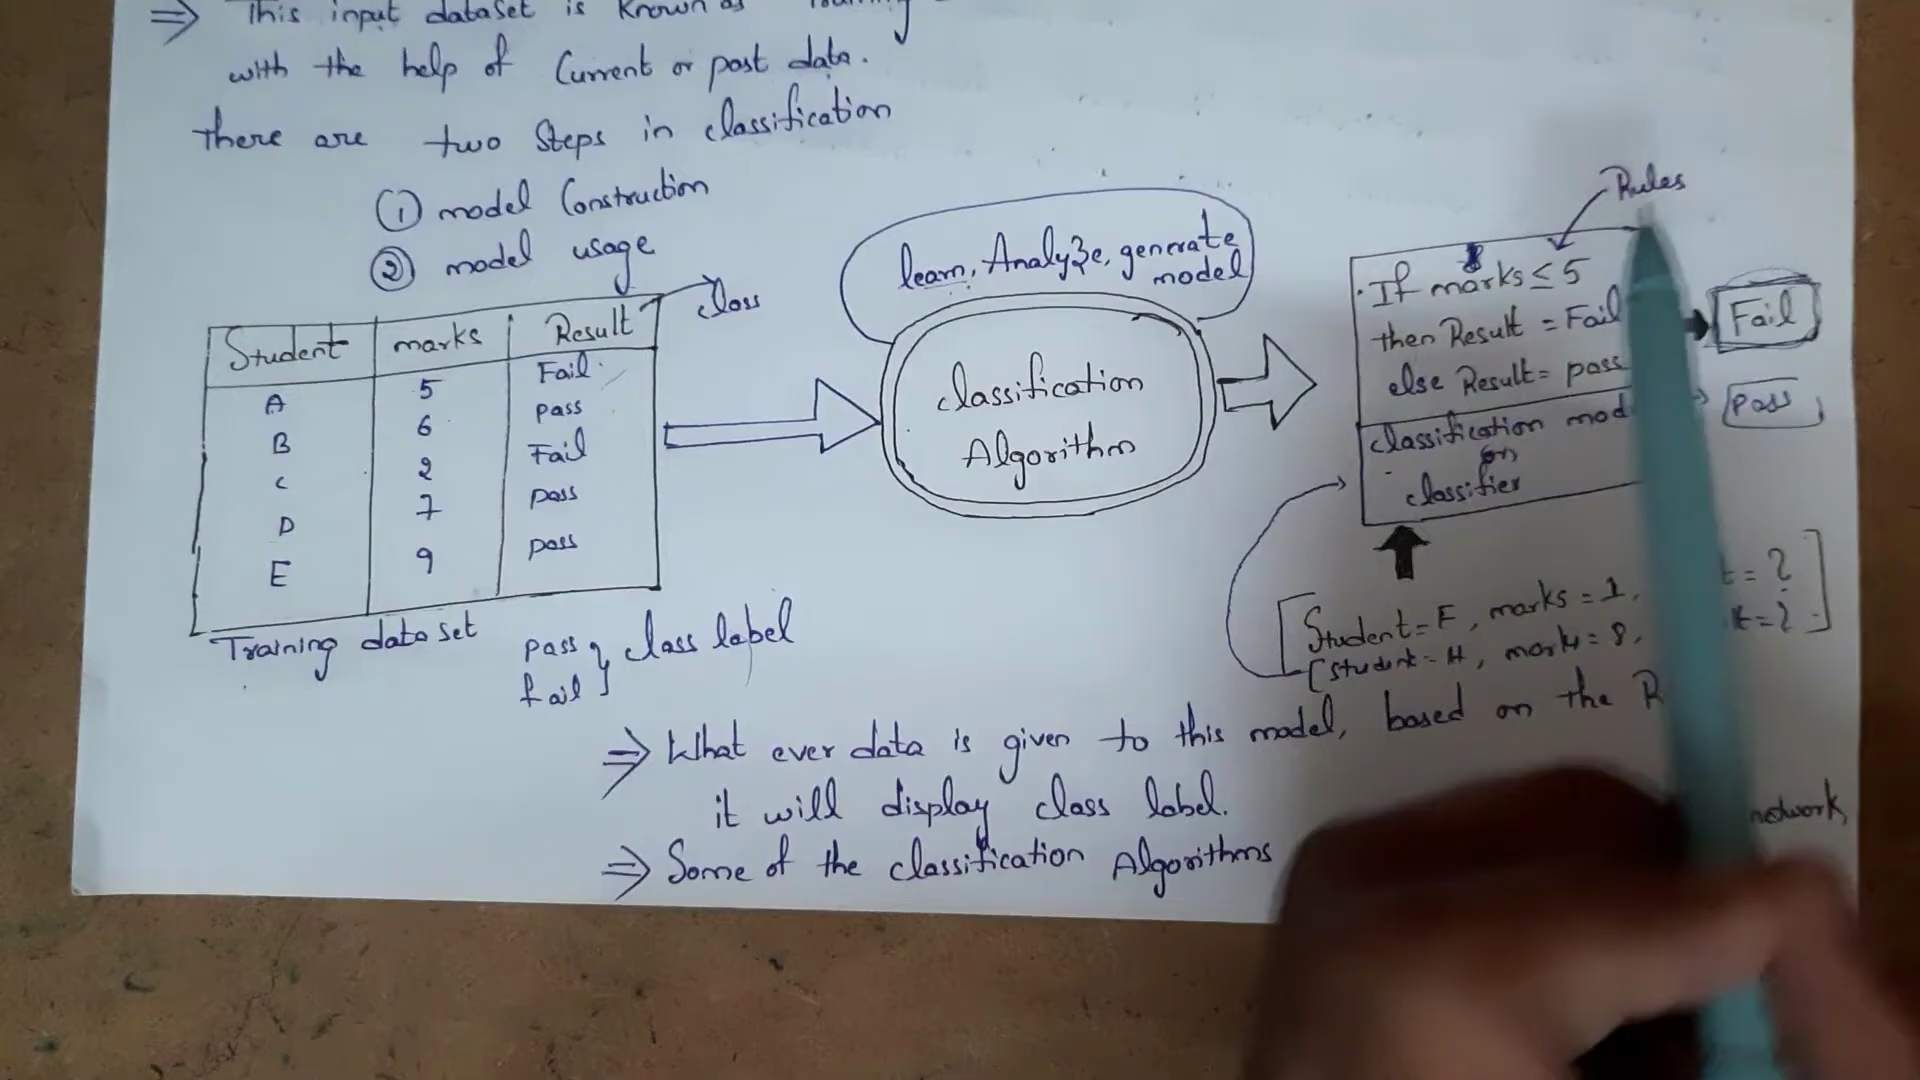 ⇒ This input dataset is known as
with the help of Current or past data.
There are two steps in classification
① model Construction
② model usage
class
Student marks Result
A 5 Fail
B 6 pass
C 2 Fail
D 7 pass
E 9 pass
Training dataset
pass
fail } class label
learn, Analyze, generate
model
classification
Algorithm
Rules
. If marks ≤ 5
then Result = Fail
else Result = pass
classification
or
classifier
Fail
pass
[Student = F, marks = 1, = ?
[Student = H, mark = 8, = ? ]
⇒ What ever data is given to this model, based on the
it will display class label.
⇒ Some of the classification Algorithms
network,